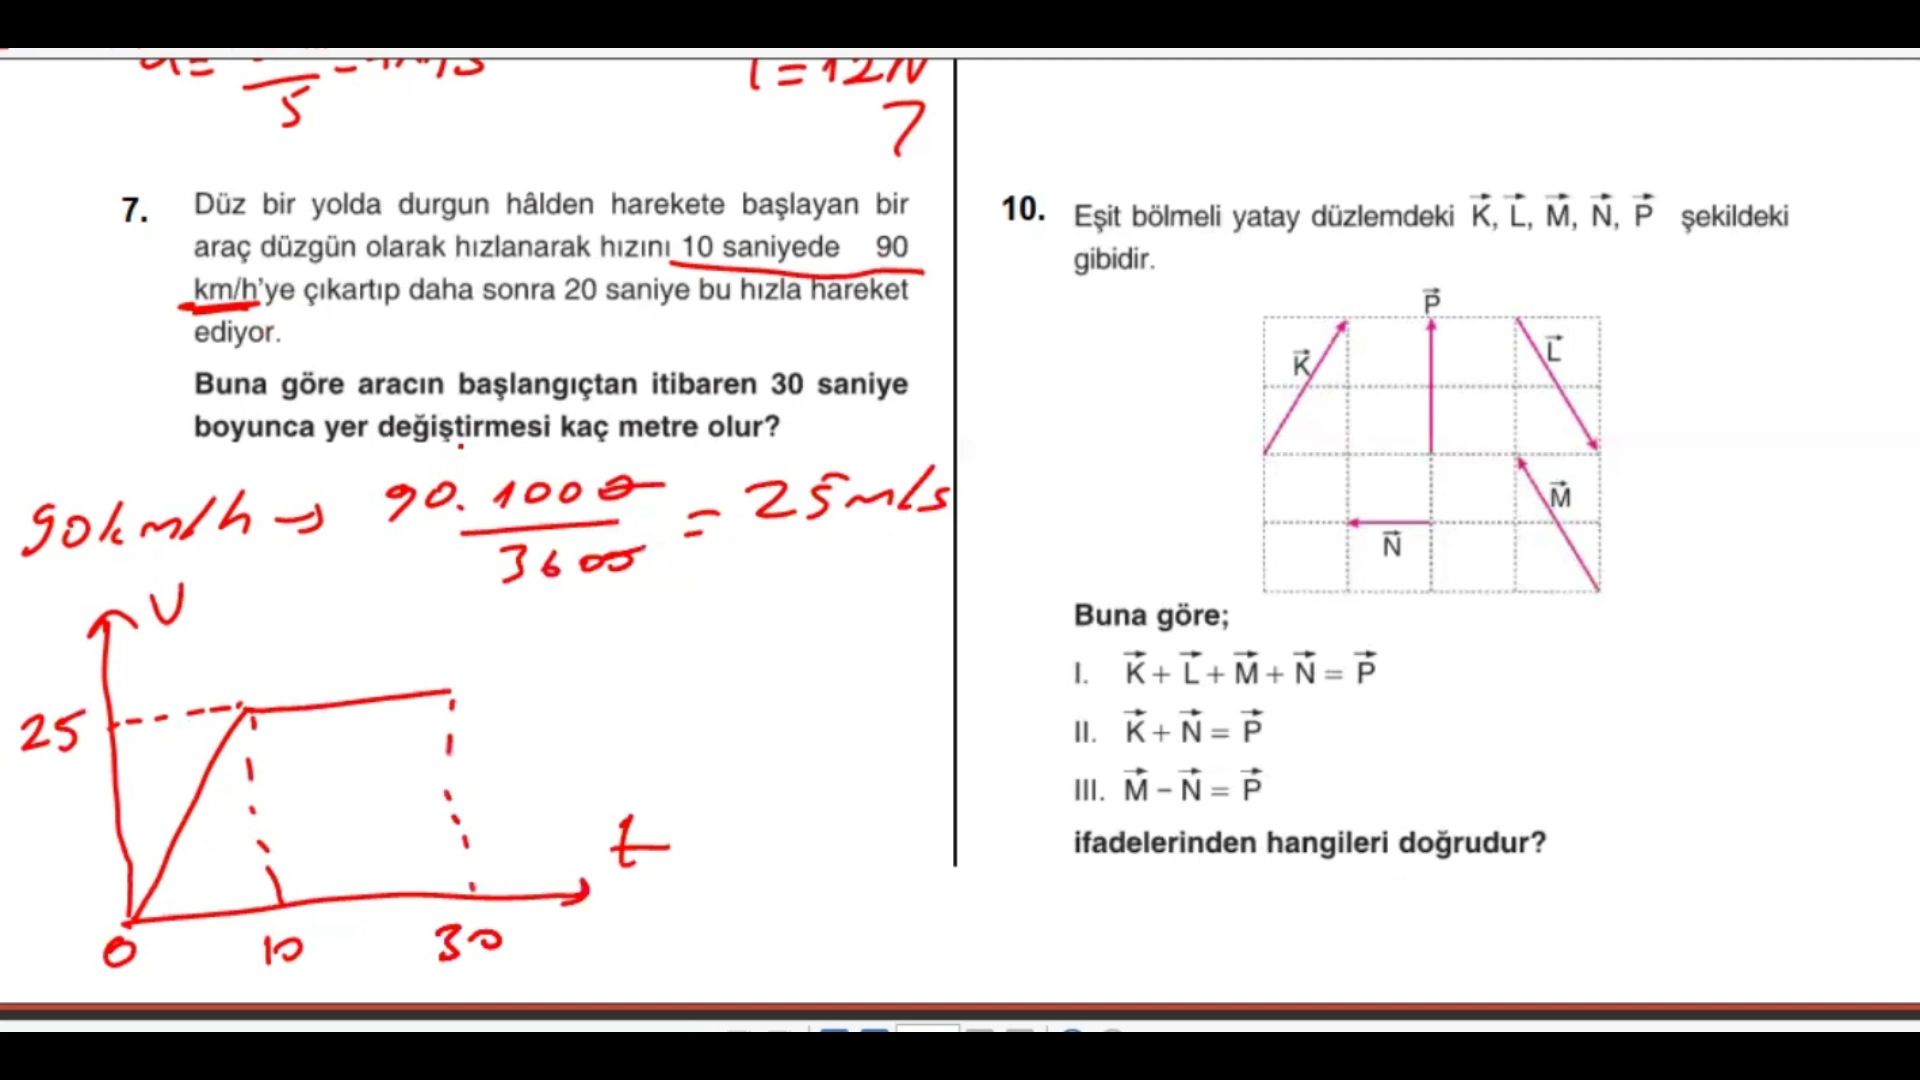 5
l = 12N
7
7. Düz bir yolda durgun hâlden harekete başlayan bir
araç düzgün olarak hızlanarak hızını 10 saniyede 90
km/h'ye çıkartıp daha sonra 20 saniye bu hızla hareket
ediyor.
Buna göre aracın başlangıçtan itibaren 30 saniye
boyunca yer değiştirmesi kaç metre olur?
90km/h → 90.1000 / 3600 = 25m/s
V
25
t
0 10 30
10. Eşit bölmeli yatay düzlemdeki K, L, M, N, P şekildeki
gibidir.
P
K
L
M
N
Buna göre;
I. K + L + M + N = P
II. K + N = P
III. M - N = P
ifadelerinden hangileri doğrudur?